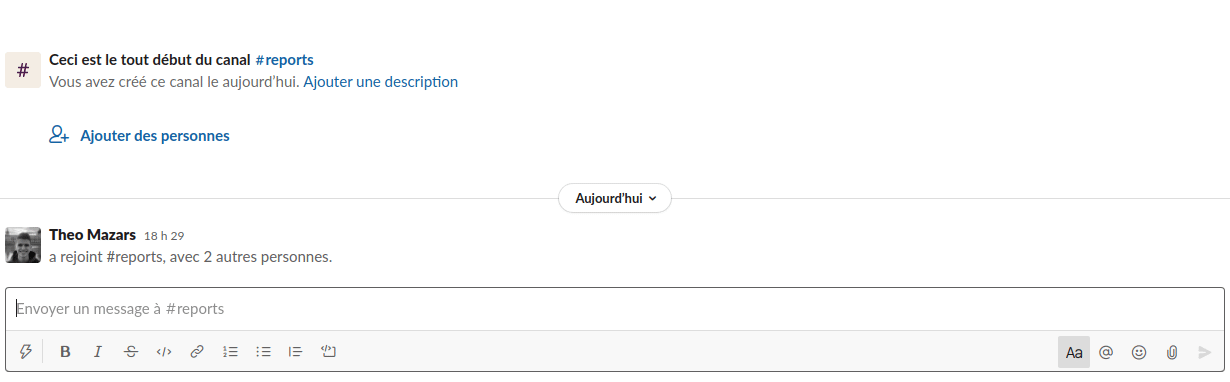 # Ceci est le tout début du canal #reports
Vous avez créé ce canal le aujourd'hui. Ajouter une description
Ajouter des personnes
Aujourd'hui
Theo Mazars 18 h 29
a rejoint #reports, avec 2 autres personnes.
Envoyer un message à #reports
B I S </> Aa @